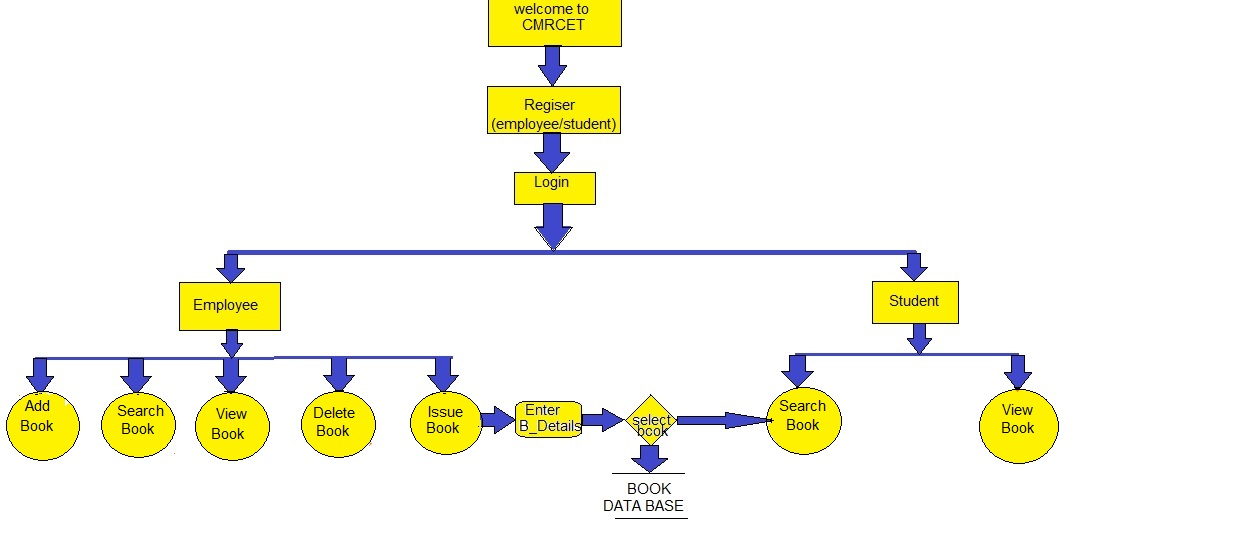 welcome to
CMRCET
Regiser
(employee/student)
Login
Employee
Student
Add
Book
Search
Book
View
Book
Delete
Book
Issue
Book
Enter
B_Details
select
book
Search
Book
View
Book
BOOK
DATA BASE